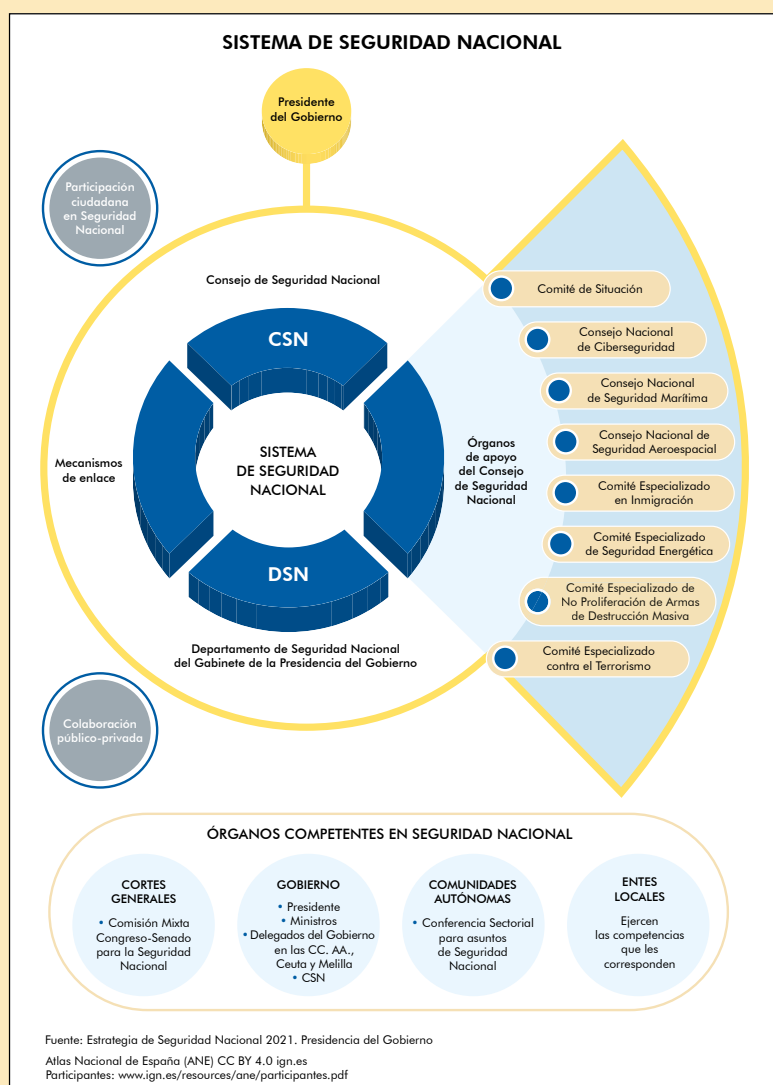 SISTEMA DE SEGURIDAD NACIONAL
Presidente
del Gobierno
Participación
ciudadana
en Seguridad
Nacional
Consejo de Seguridad Nacional
CSN
Mecanismos
de enlace
SISTEMA
DE SEGURIDAD
NACIONAL
Órganos
de apoyo
del Consejo
de Seguridad
Nacional
DSN
Departamento de Seguridad Nacional
del Gabinete de la Presidencia del Gobierno
Comité de Situación
Consejo Nacional
de Ciberseguridad
Consejo Nacional
de Seguridad Marítima
Consejo Nacional de
Seguridad Aeroespacial
Comité Especializado
en Inmigración
Comité Especializado
de Seguridad Energética
Comité Especializado de
No Proliferación de Armas
de Destrucción Masiva
Comité Especializado
contra el Terrorismo
Colaboración
público-privada
ÓRGANOS COMPETENTES EN SEGURIDAD NACIONAL
CORTES
GENERALES
• Comisión Mixta
Congreso-Senado
para la Seguridad
Nacional
GOBIERNO
• Presidente
• Ministros
• Delegados del Gobierno
en las CC. AA.,
Ceuta y Melilla
• CSN
COMUNIDADES
AUTÓNOMAS
• Conferencia Sectorial
para asuntos
de Seguridad
Nacional
ENTES
LOCALES
Ejercen
las competencias
que les
corresponden
Fuente: Estrategia de Seguridad Nacional 2021. Presidencia del Gobierno
Atlas Nacional de España (ANE) CC BY 4.0 ign.es
Participantes: www.ign.es/resources/ane/participantes.pdf